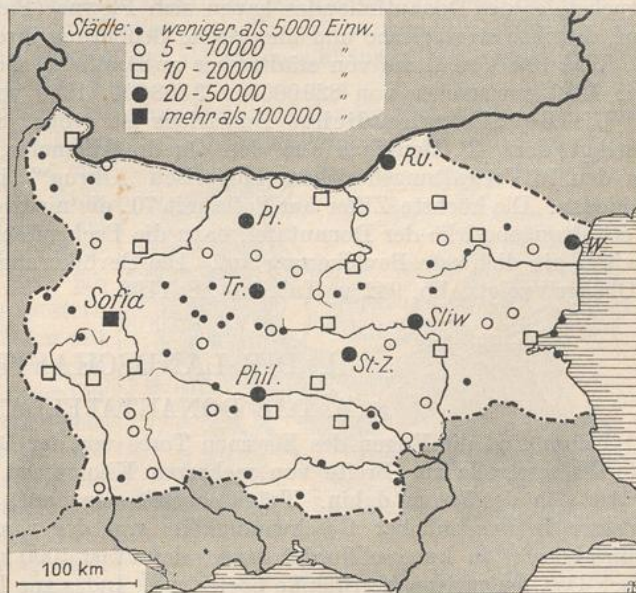 Städte: • weniger als 5000 Einw.
○ 5 - 10000 "
□ 10 - 20000 "
● 20 - 50000 "
■ mehr als 100000 "
Ru.
Pl.
W.
Tr.
Sofia
Sliw
St.-Z.
Phil.
100 km